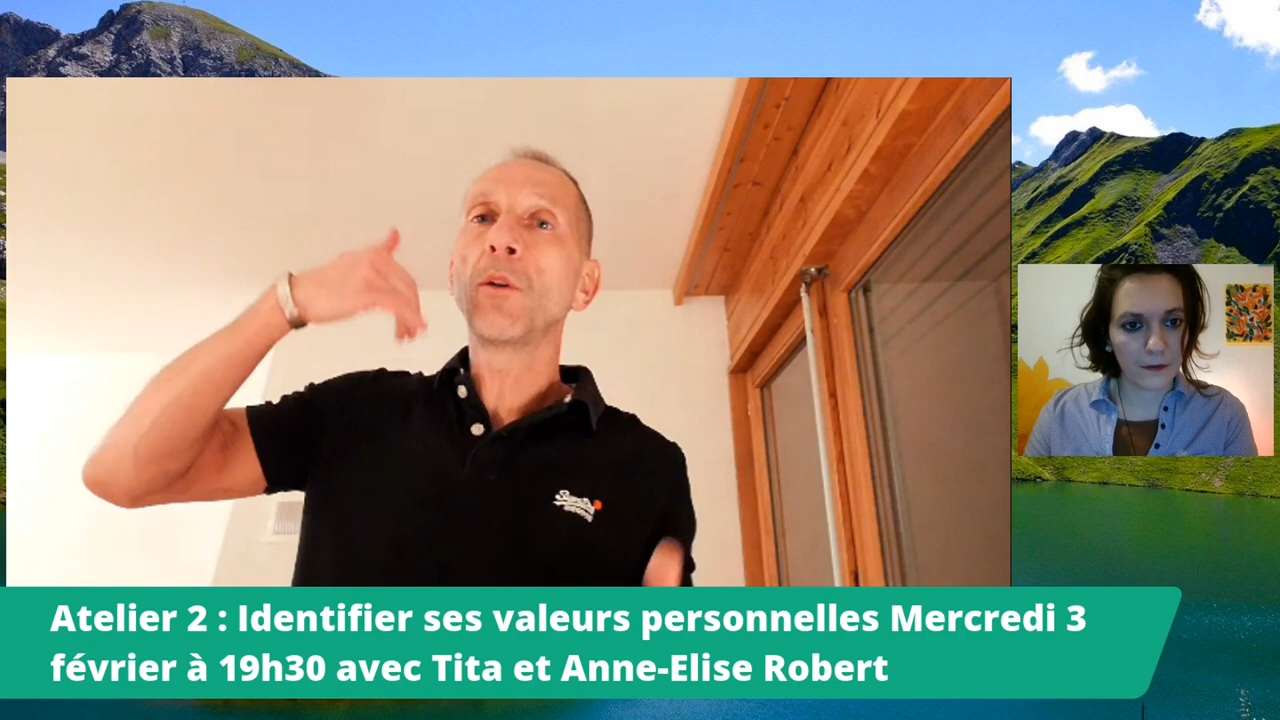 Atelier 2 : Identifier ses valeurs personnelles Mercredi 3
février à 19h30 avec Tita et Anne-Elise Robert